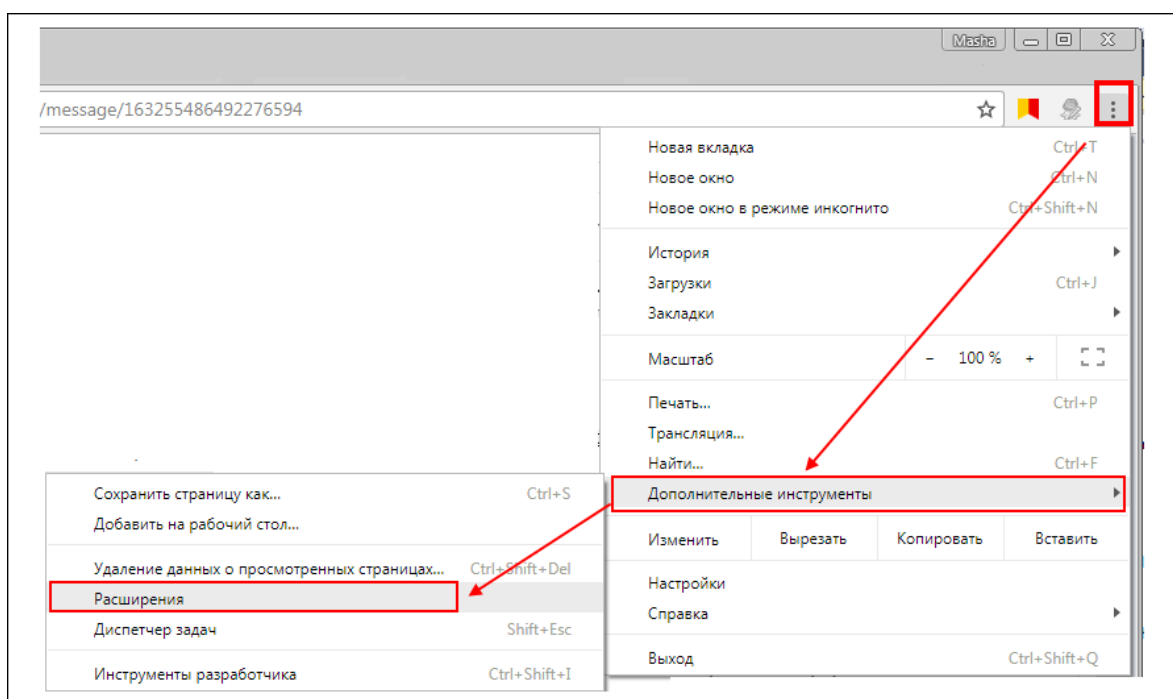 Masha
/message/163255486492276594
Новая вкладка Ctrl+T
Новое окно Ctrl+N
Новое окно в режиме инкогнито Ctrl+Shift+N
История
Загрузки Ctrl+J
Закладки
Масштаб - 100 % +
Печать... Ctrl+P
Трансляция...
Найти... Ctrl+F
Дополнительные инструменты
Изменить Вырезать Копировать Вставить
Настройки
Справка
Выход Ctrl+Shift+Q
Сохранить страницу как... Ctrl+S
Добавить на рабочий стол...
Удаление данных о просмотренных страницах... Ctrl+Shift+Del
Расширения
Диспетчер задач Shift+Esc
Инструменты разработчика Ctrl+Shift+I